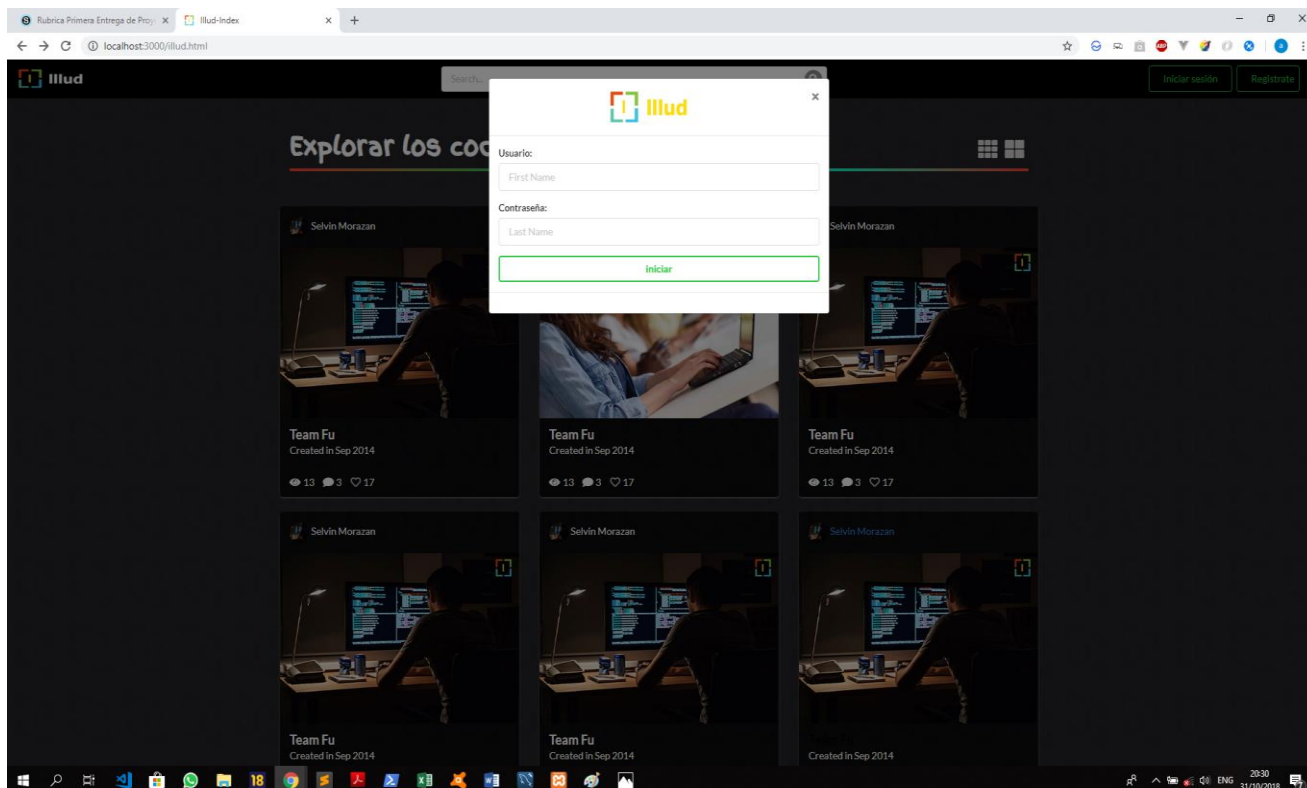 Rubrica Primera Entrega de Proy
Illud-Index
localhost:3000/illud.html
Illud
Search...
Iniciar sesión
Registrate
Illud
Explorar los
Usuario:
First Name
Contraseña:
Last Name
iniciar
Selvin Morazan
Selvin Morazan
Team Fu
Created in Sep 2014
13 3 17
Team Fu
Created in Sep 2014
13 3 17
Team Fu
Created in Sep 2014
13 3 17
Selvin Morazan
Selvin Morazan
Selvin Morazan
Team Fu
Created in Sep 2014
Team Fu
Created in Sep 2014
Created in Sep 2014
18
ENG
20:30
31/10/2018